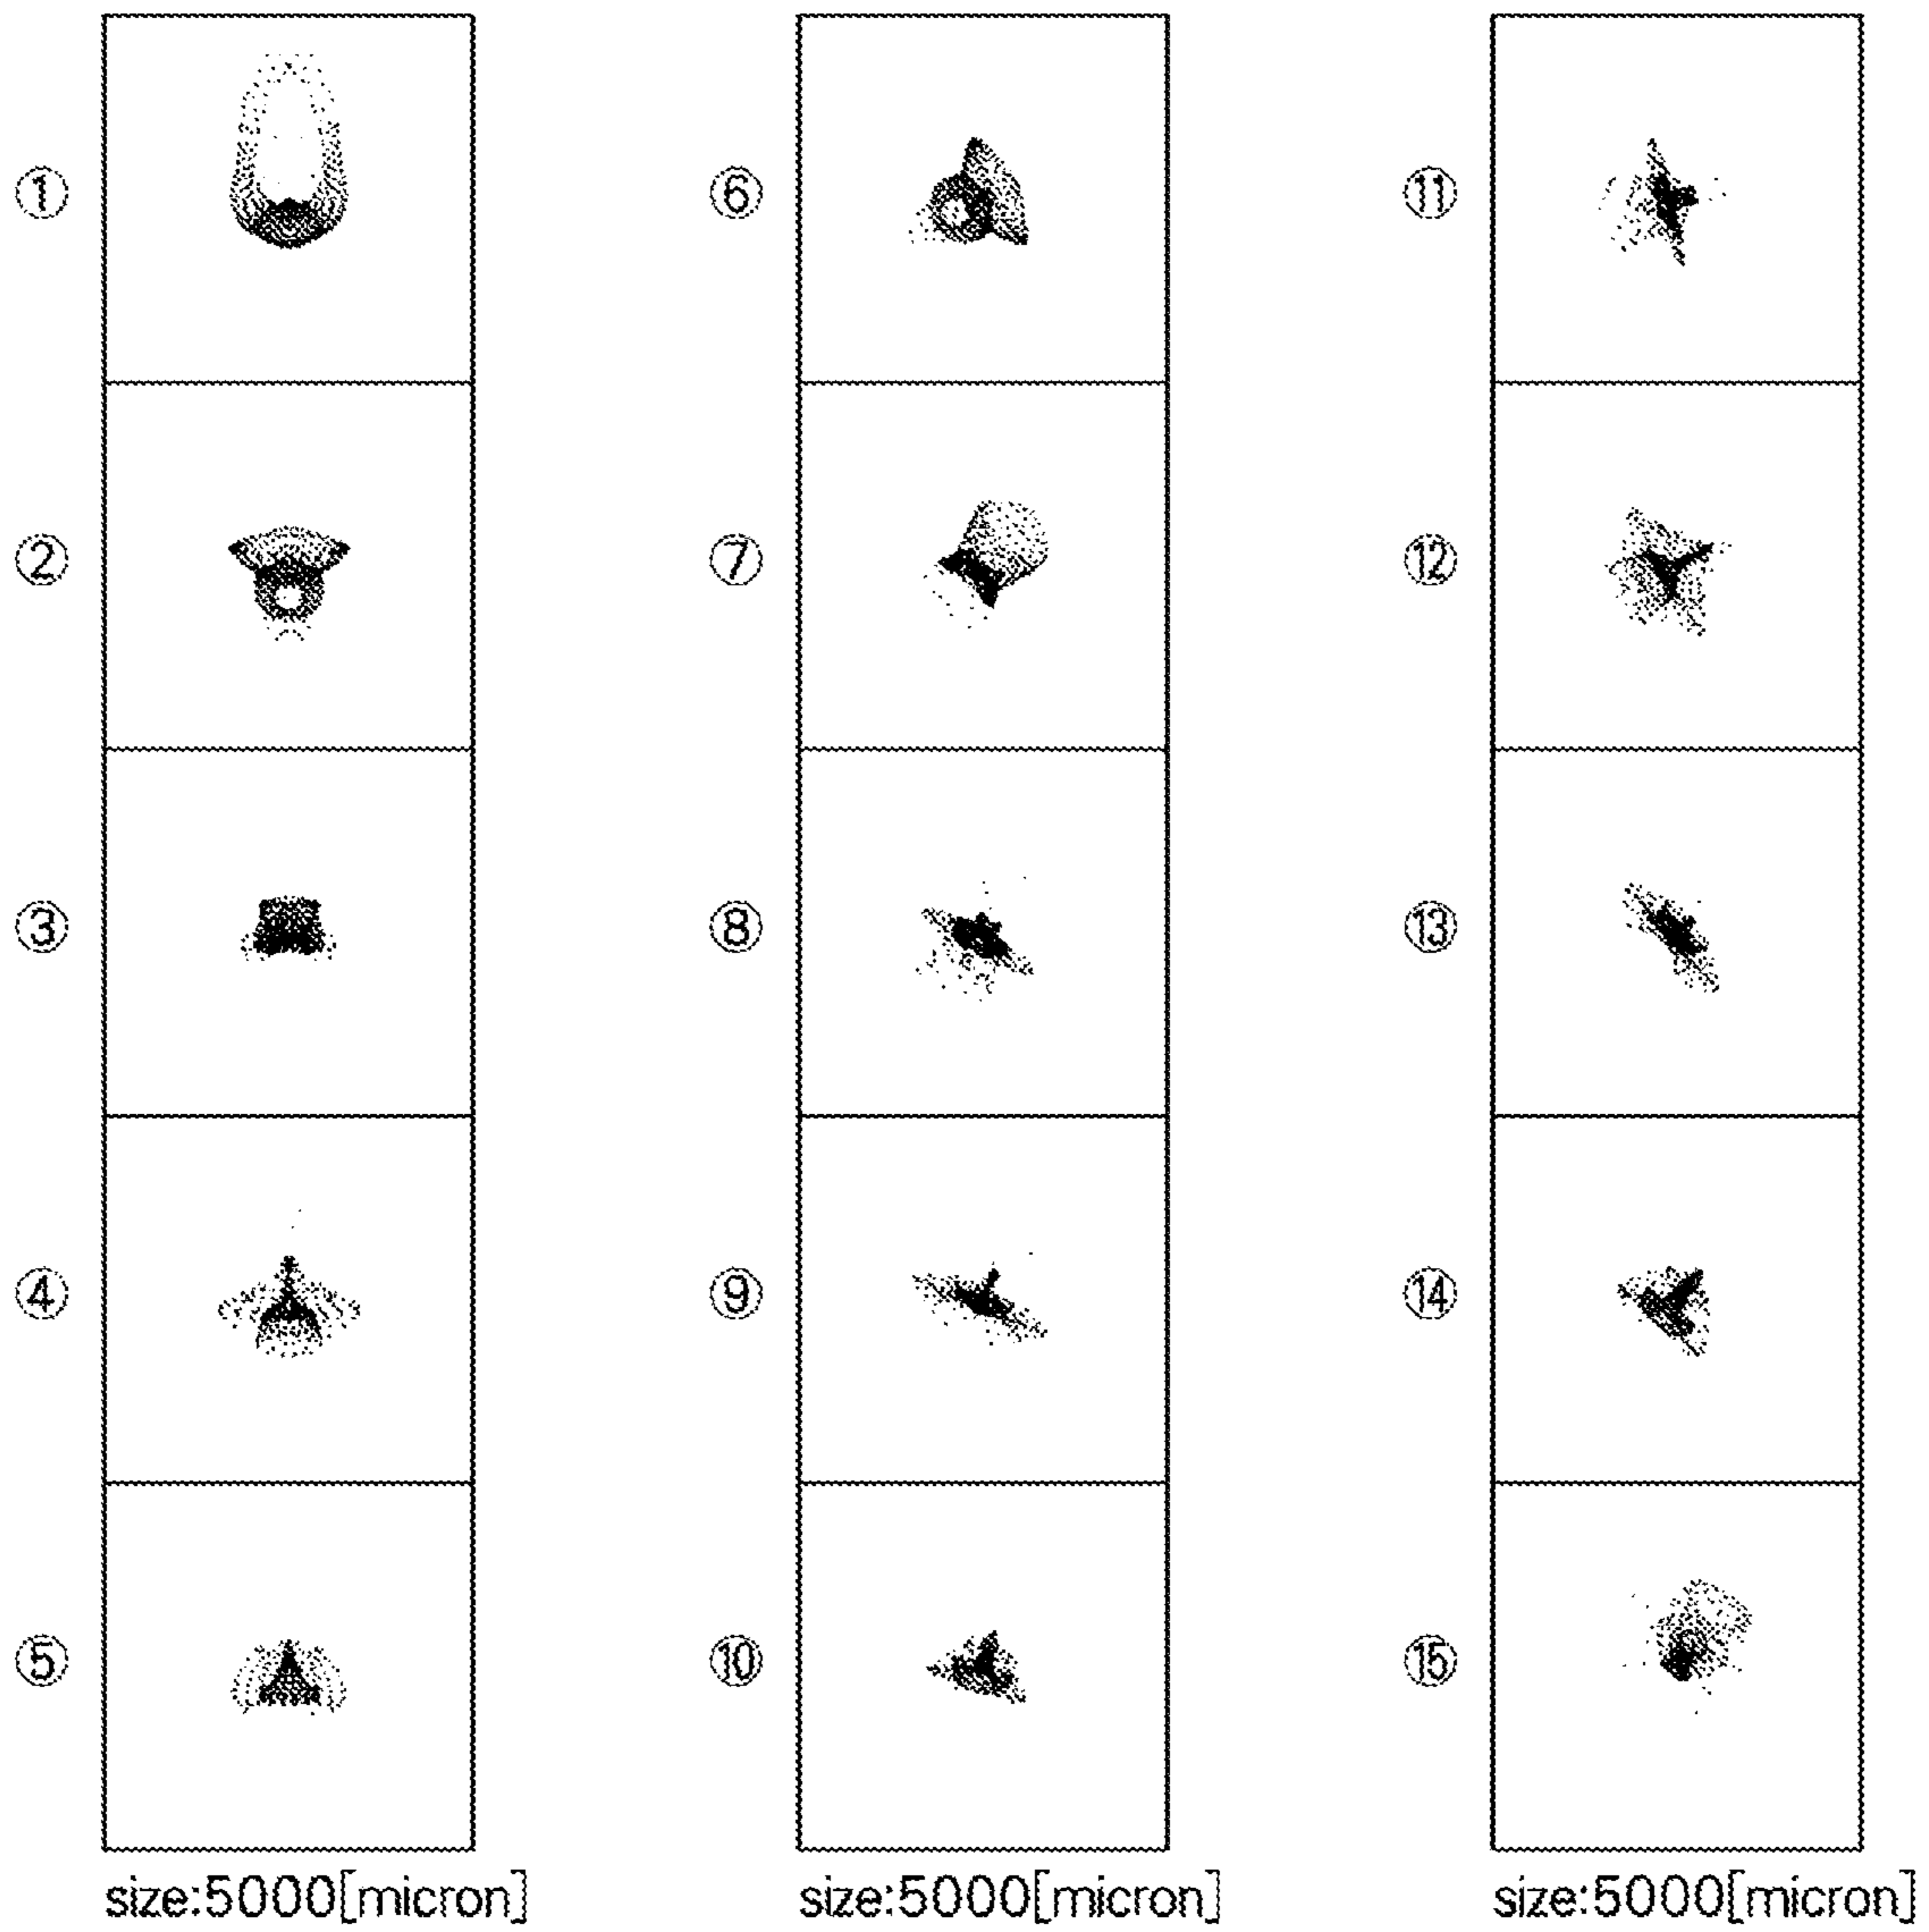 ① ⑥ ⑪
② ⑦ ⑫
③ ⑧ ⑬
④ ⑨ ⑭
⑤ ⑩ ⑮
size:5000[micron] size:5000[micron] size:5000[micron]